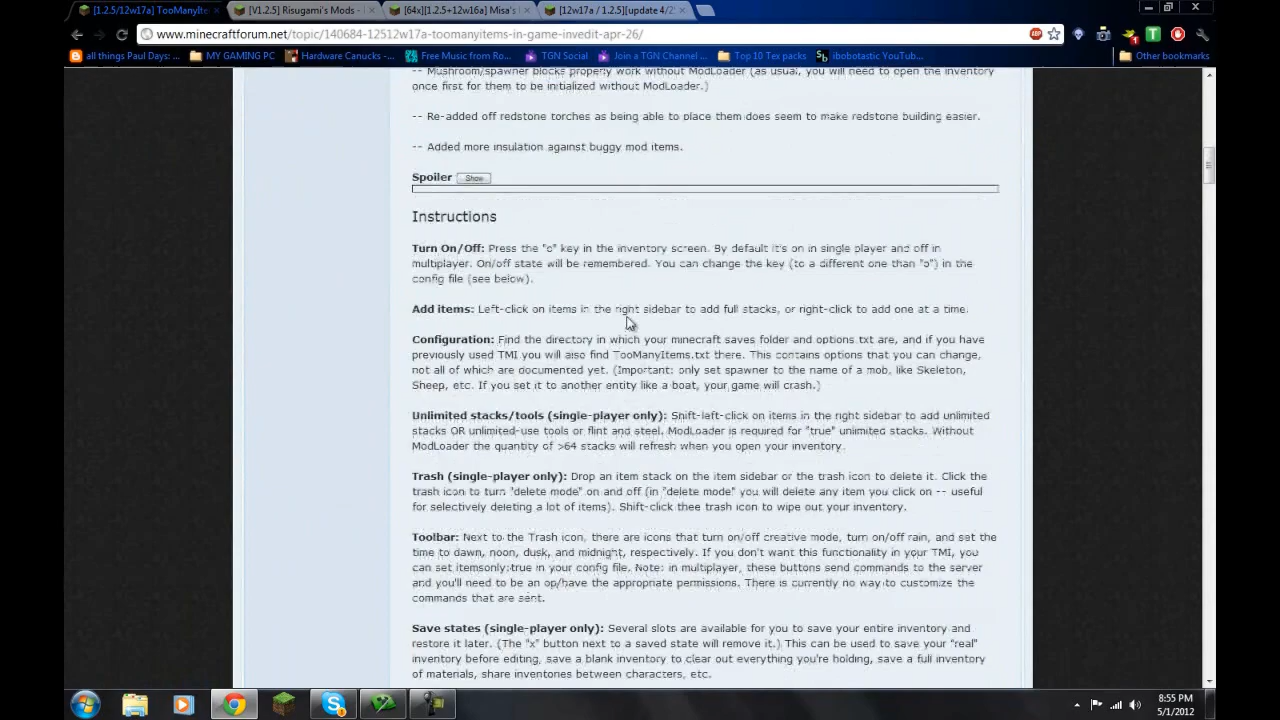 [1.2.5/12w17a] TooManyIte
[V1.2.5] Risugami's Mods -
[64x][1.2.5+12w16a] Misa's
[12w17a / 1.2.5][update 4/2
www.minecraftforum.net/topic/140684-12512w17a-toomanyitems-in-game-invedit-apr-26/
all things Paul Days: ...
MY GAMING PC
Hardware Canucks -...
Free Music from Ro...
TGN Social
Join a TGN Channel ...
Top 10 Tex packs
ibobotastic YouTub...
Other bookmarks
-- Mushroom/spawner blocks properly work without ModLoader (as usual, you will need to open the inventory
once first for them to be initialized without ModLoader.)
-- Re-added off redstone torches as being able to place them does seem to make redstone building easier.
-- Added more insulation against buggy mod items.
Spoiler Show
Instructions
Turn On/Off: Press the "o" key in the inventory screen. By default it's on in single player and off in
multiplayer. On/off state will be remembered. You can change the key (to a different one than "o") in the
config file (see below).
Add items: Left-click on items in the right sidebar to add full stacks, or right-click to add one at a time.
Configuration: Find the directory in which your minecraft saves folder and options.txt are, and if you have
previously used TMI you will also find TooManyItems.txt there. This contains options that you can change,
not all of which are documented yet. (Important: only set spawner to the name of a mob, like Skeleton,
Sheep, etc. If you set it to another entity like a boat, your game will crash.)
Unlimited stacks/tools (single-player only): Shift-left-click on items in the right sidebar to add unlimited
stacks OR unlimited-use tools or flint and steel. ModLoader is required for "true" unlimited stacks. Without
ModLoader the quantity of >64 stacks will refresh when you open your inventory.
Trash (single-player only): Drop an item stack on the item sidebar or the trash icon to delete it. Click the
trash icon to turn "delete mode" on and off (in "delete mode" you will delete any item you click on -- useful
for selectively deleting a lot of items). Shift-click thee trash icon to wipe out your inventory.
Toolbar: Next to the Trash icon, there are icons that turn on/off creative mode, turn on/off rain, and set the
time to dawn, noon, dusk, and midnight, respectively. If you don't want this functionality in your TMI, you
can set itemsonly:true in your config file. Note: in multiplayer, these buttons send commands to the server
and you'll need to be an op/have the appropriate permissions. There is currently no way to customize the
commands that are sent.
Save states (single-player only): Several slots are available for you to save your entire inventory and
restore it later. (The "x" button next to a saved state will remove it.) This can be used to save your "real"
inventory before editing, save a blank inventory to clear out everything you're holding, save a full inventory
of materials, share inventories between characters, etc.
8:55 PM
5/1/2012